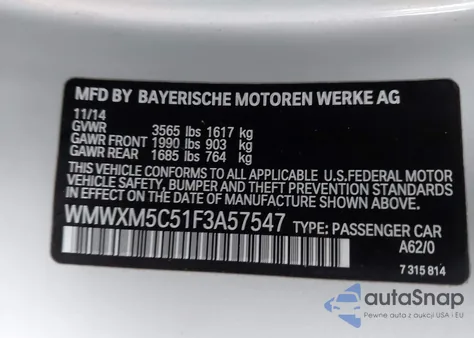 MFD BY BAYERISCHE MOTOREN WERKE AG
11/14
GVWR 3565 lbs 1617 kg
GAWR FRONT 1990 lbs 903 kg
GAWR REAR 1685 lbs 764 kg
THIS VEHICLE CONFORMS TO ALL APPLICABLE U.S.FEDERAL MOTOR
VEHICLE SAFETY, BUMPER, AND THEFT PREVENTION STANDARDS IN
EFFECT ON THE DATE OF MANUFACTURE SHOWN ABOVE.
WMWXM5C51F3A57547 TYPE: PASSENGER CAR
A62/0
7 315 814
autoSnap
Pewne auta z aukcji USA i EU